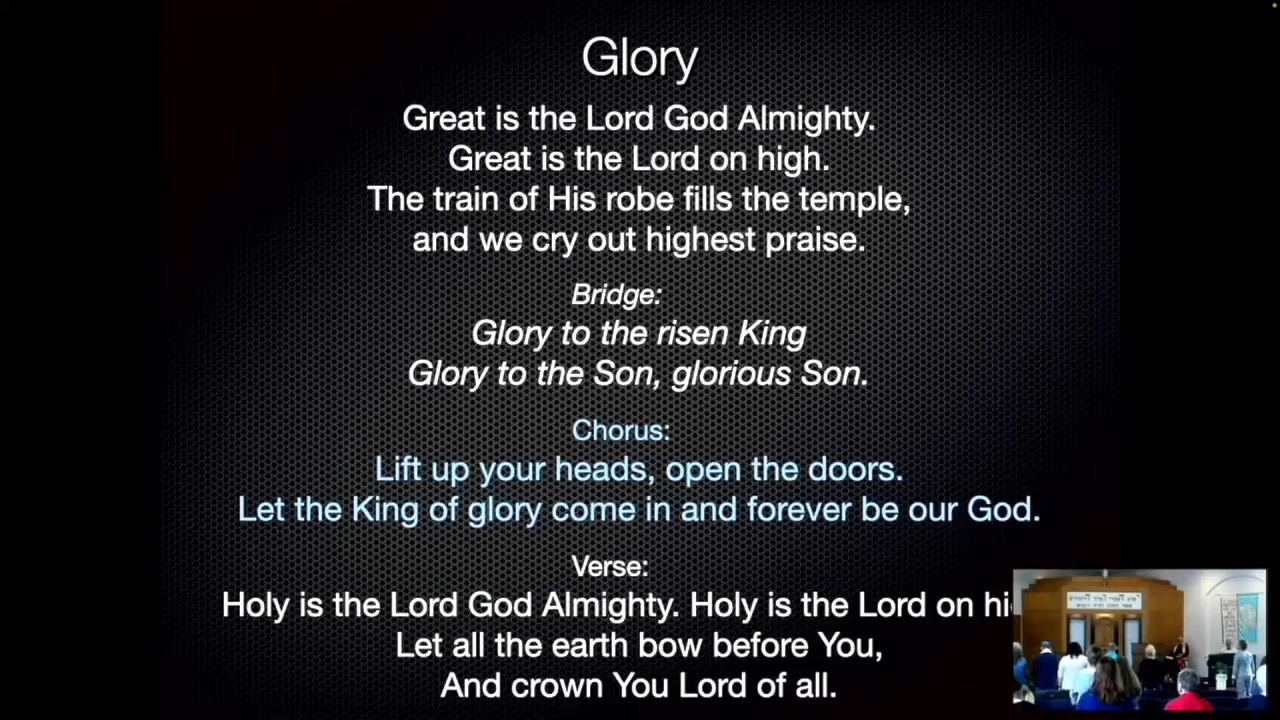 Glory
Great is the Lord God Almighty.
Great is the Lord on high.
The train of His robe fills the temple,
and we cry out highest praise.
Bridge:
Glory to the risen King
Glory to the Son, glorious Son.
Chorus:
Lift up your heads, open the doors.
Let the King of glory come in and forever be our God.
Verse:
Holy is the Lord God Almighty. Holy is the Lord on
Let all the earth bow before You,
And crown You Lord of all.